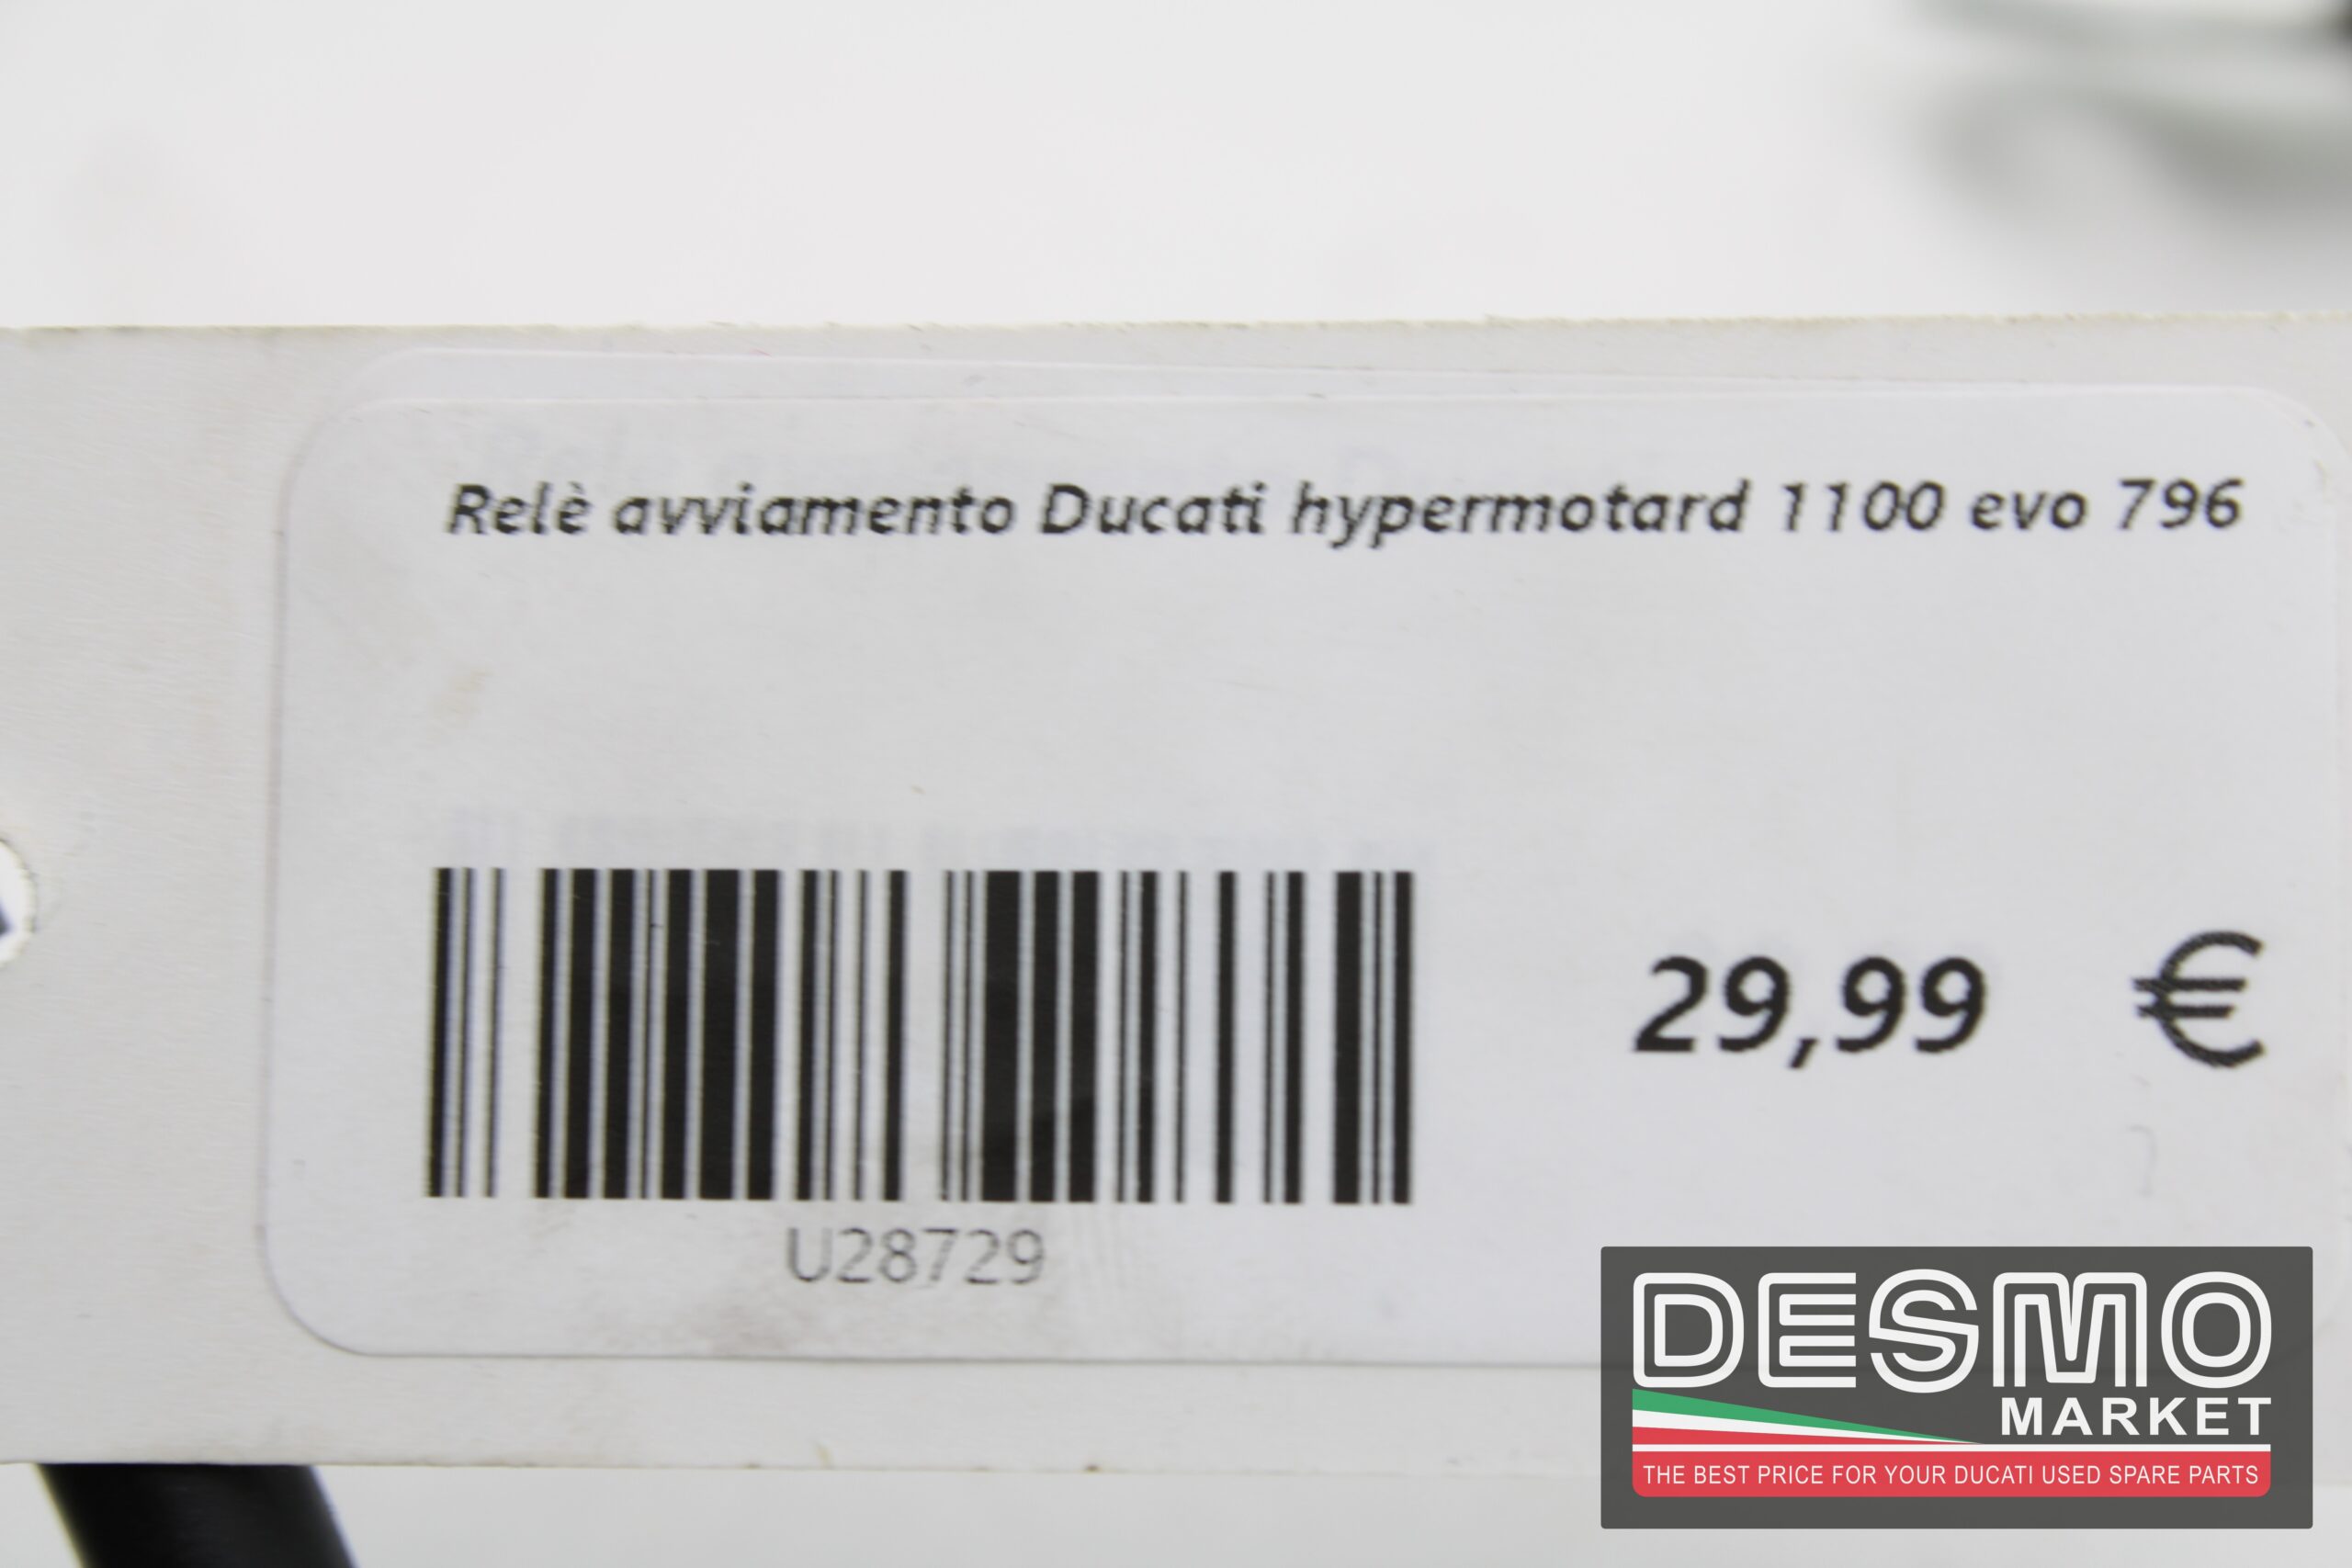 Relè avviamento Ducati hypermotard 1100 evo 796
29,99 €
U28729
DESMO
MARKET
THE BEST PRICE FOR YOUR DUCATI USED SPARE PARTS